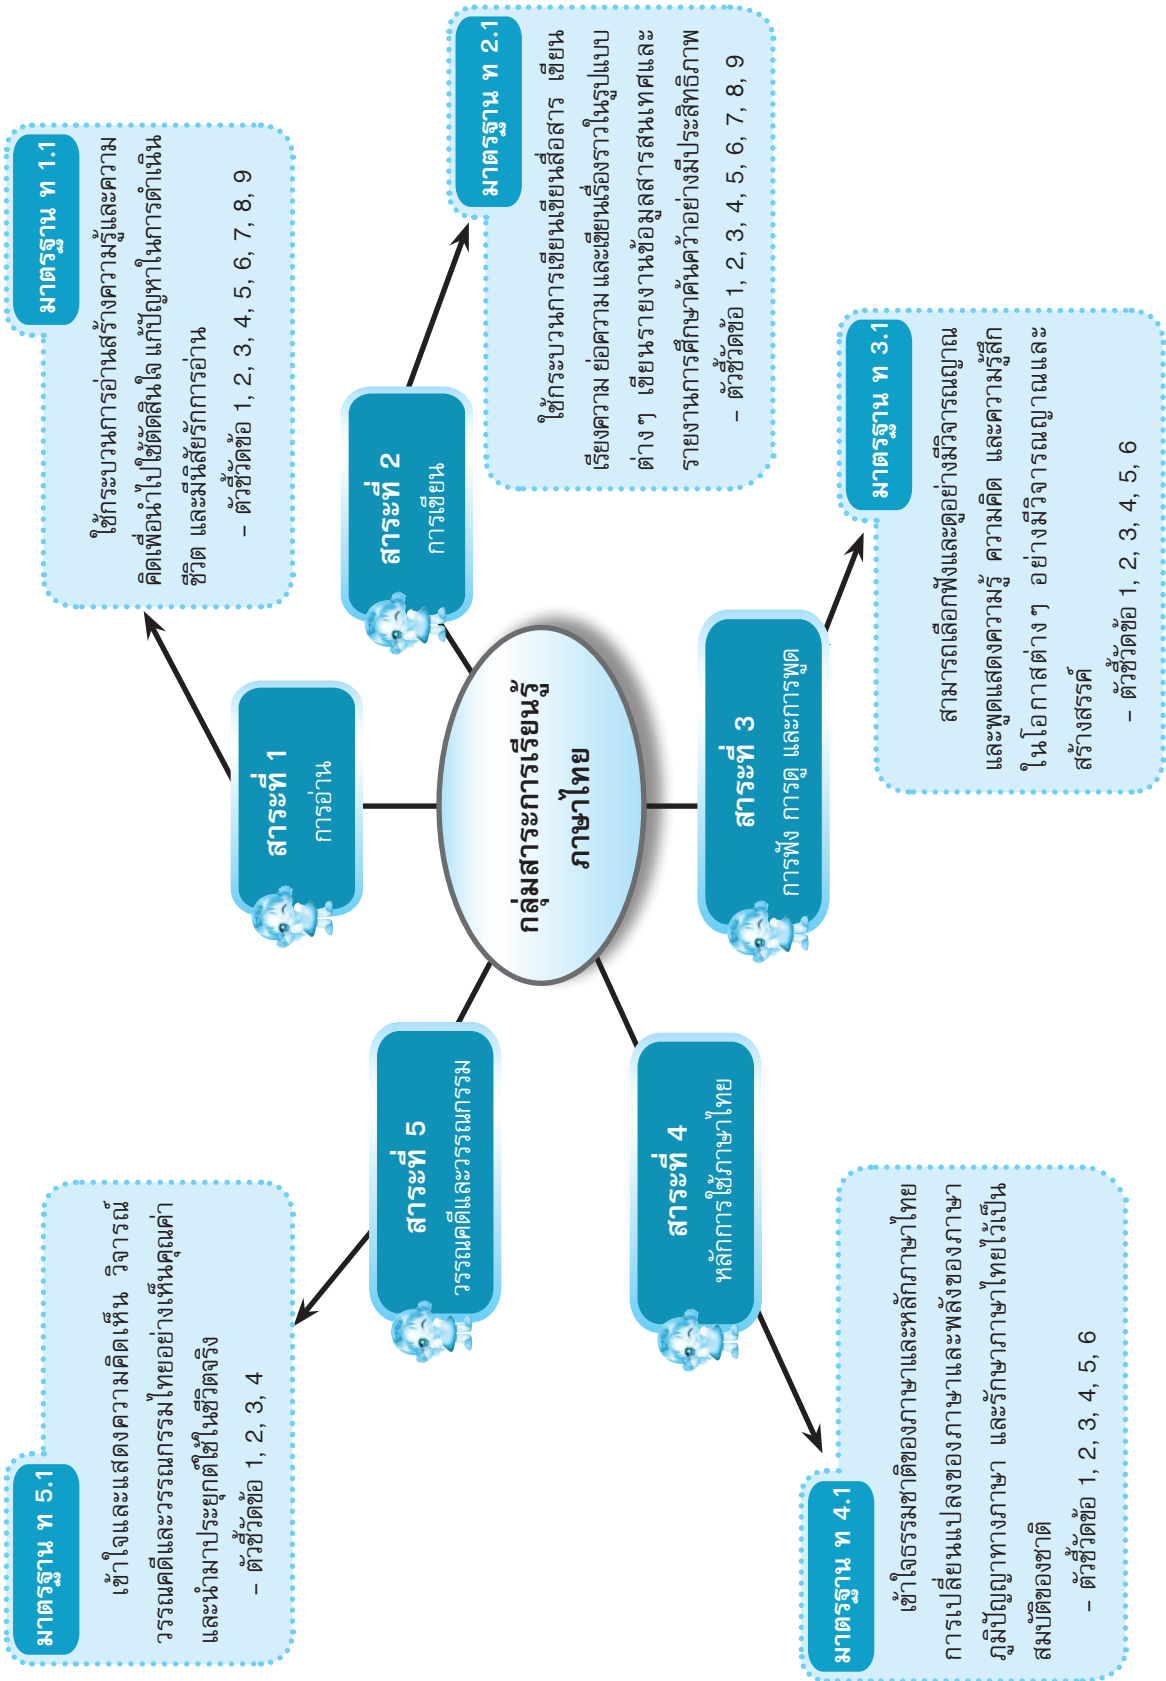 กลุ่มสาระการเรียนรู้
ภาษาไทย
สาระที่ 1
การอ่าน
มาตรฐาน ท 1.1
ใช้กระบวนการอ่านสร้างความรู้และความ
คิดเพื่อนำไปใช้ตัดสินใจ แก้ปัญหาในการดำเนิน
ชีวิต และมีนิสัยรักการอ่าน
– ตัวชี้วัดข้อ 1, 2, 3, 4, 5, 6, 7, 8, 9
สาระที่ 2
การเขียน
มาตรฐาน ท 2.1
ใช้กระบวนการเขียนเขียนสื่อสาร เขียน
เรียงความ ย่อความ และเขียนเรื่องราวในรูปแบบ
ต่าง ๆ เขียนรายงานข้อมูลสารสนเทศและ
รายงานการศึกษาค้นคว้าอย่างมีประสิทธิภาพ
– ตัวชี้วัดข้อ 1, 2, 3, 4, 5, 6, 7, 8, 9
สาระที่ 3
การฟัง การดู และการพูด
มาตรฐาน ท 3.1
สามารถเลือกฟังและดูอย่างมีวิจารณญาณ
และพูดแสดงความรู้ ความคิด และความรู้สึก
ในโอกาสต่าง ๆ อย่างมีวิจารณญาณและ
สร้างสรรค์
– ตัวชี้วัดข้อ 1, 2, 3, 4, 5, 6
สาระที่ 4
หลักการใช้ภาษาไทย
มาตรฐาน ท 4.1
เข้าใจธรรมชาติของภาษาและหลักภาษาไทย
การเปลี่ยนแปลงของภาษาและพลังของภาษา
ภูมิปัญญาทางภาษา และรักษาภาษาไทยไว้เป็น
สมบัติของชาติ
– ตัวชี้วัดข้อ 1, 2, 3, 4, 5, 6
สาระที่ 5
วรรณคดีและวรรณกรรม
มาตรฐาน ท 5.1
เข้าใจและแสดงความคิดเห็น วิจารณ์
วรรณคดีและวรรณกรรมไทยอย่างเห็นคุณค่า
และนำมาประยุกต์ใช้ในชีวิตจริง
– ตัวชี้วัดข้อ 1, 2, 3, 4